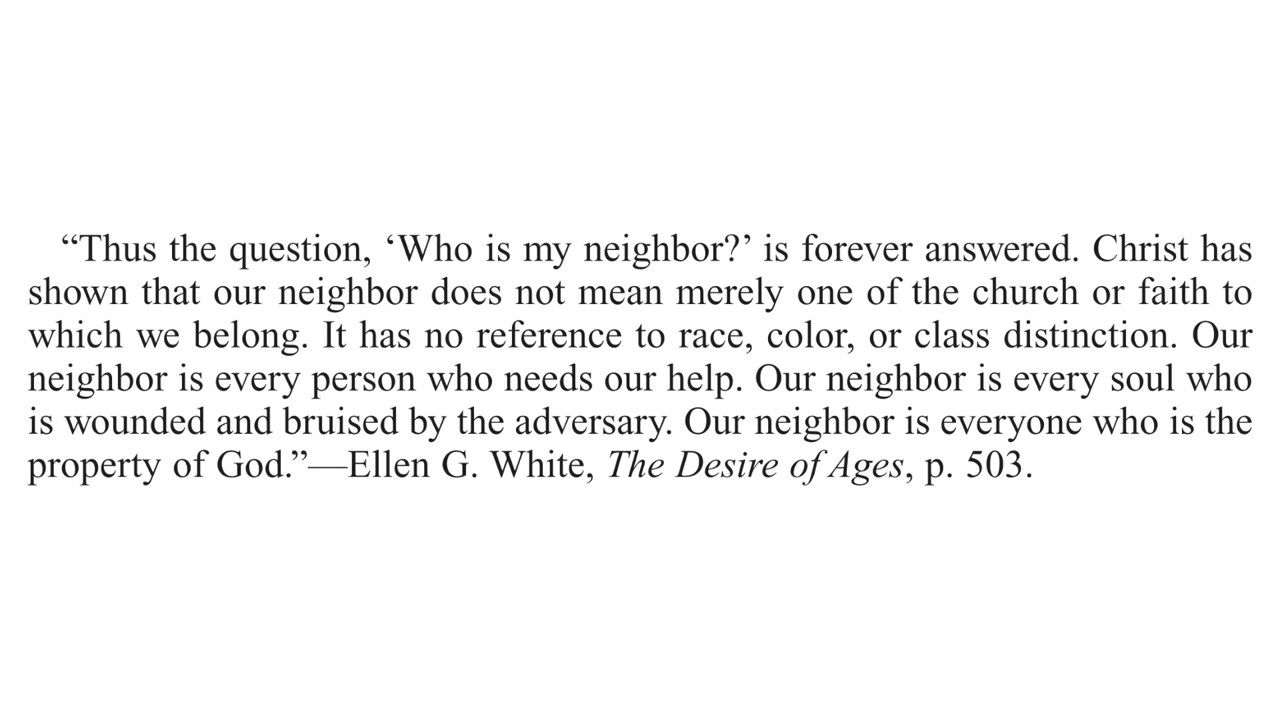 “Thus the question, ‘Who is my neighbor?’ is forever answered. Christ has
shown that our neighbor does not mean merely one of the church or faith to
which we belong. It has no reference to race, color, or class distinction. Our
neighbor is every person who needs our help. Our neighbor is every soul who
is wounded and bruised by the adversary. Our neighbor is everyone who is the
property of God.”—Ellen G. White, The Desire of Ages, p. 503.